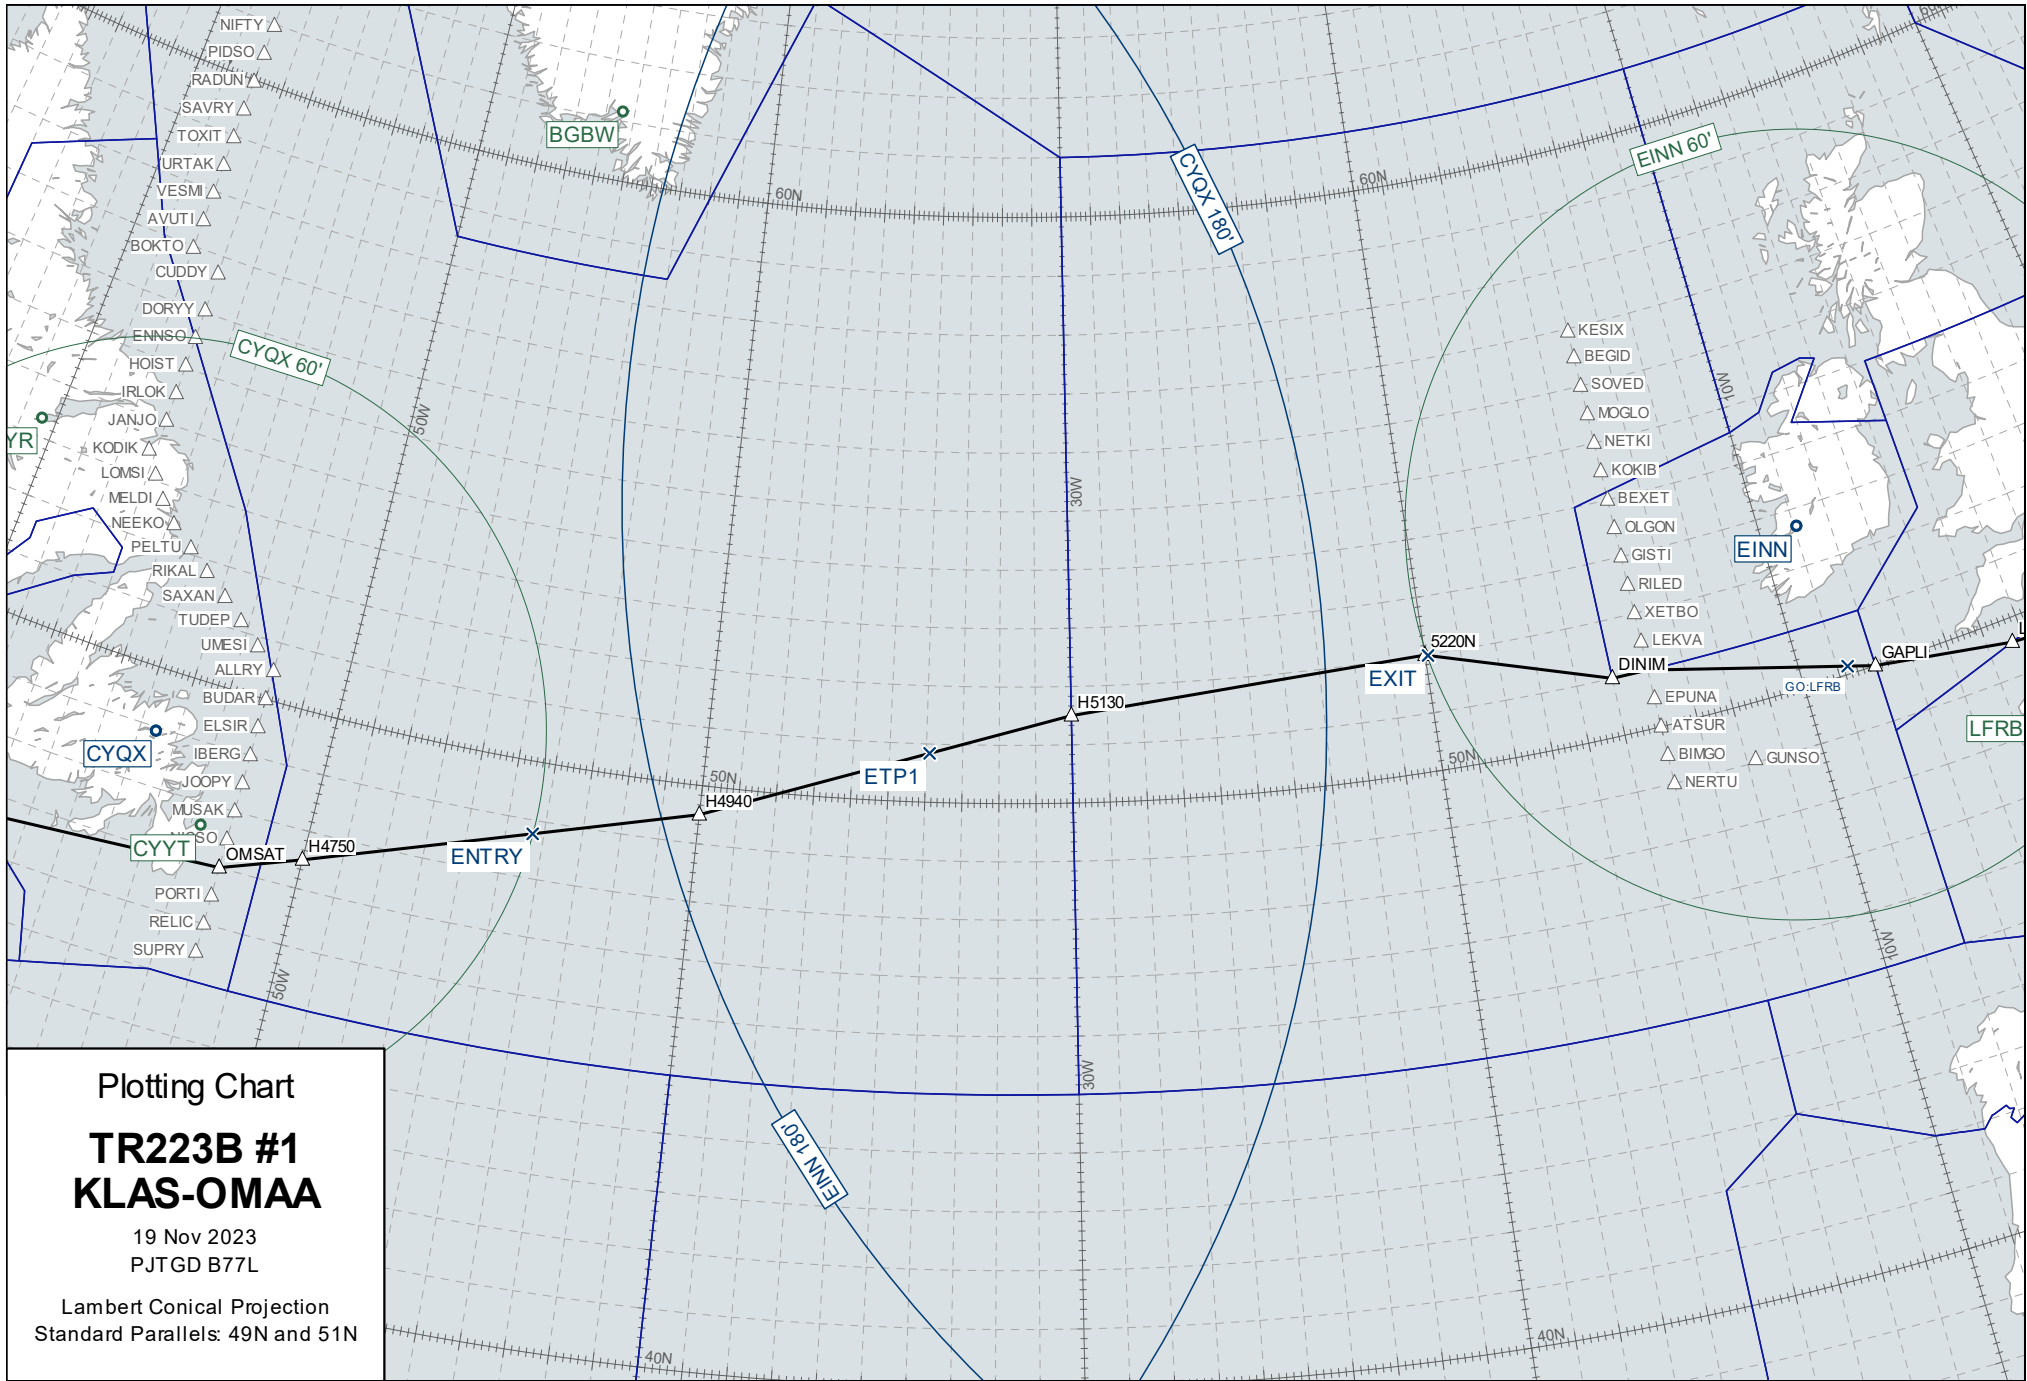 NIFTY
PIDSO
RADUN
SAVRY
TOXIT
URTAK
VESMI
AVUTI
BOKTO
CUDDY
DORYY
ENNSO
HOIST
IRLOK
JANJO
KODIK
LOMSI
MELDI
NEEKO
PELTU
RIKAL
SAXAN
TUDEP
UMESI
ALLRY
BUDAR
ELSIR
IBERG
JOOPY
MUSAK
PORTI
RELIC
SUPRY
BGBW
60N
60N
CYQX 180'
EINN 60'
CYQX 60'
YR
50W
30W
10W
KESIX
BEGID
SOVED
MOGLO
NETKI
KOKIB
BEXET
OLGON
GISTI
RILED
XETBO
LEKVA
EINN
CYQX
CYYT
OMSAT
H4750
ENTRY
H4940
50N
ETP1
H5130
5220N
EXIT
50N
DINIM
GO:LFRB
GAPLI
L
LFRB
EPUNA
ATSUR
BIMGO
GUNSO
NERTU
50W
30W
10W
EINN 180'
40N
40N
Plotting Chart
TR223B #1
KLAS-OMAA
19 Nov 2023
PJTGD B77L
Lambert Conical Projection
Standard Parallels: 49N and 51N